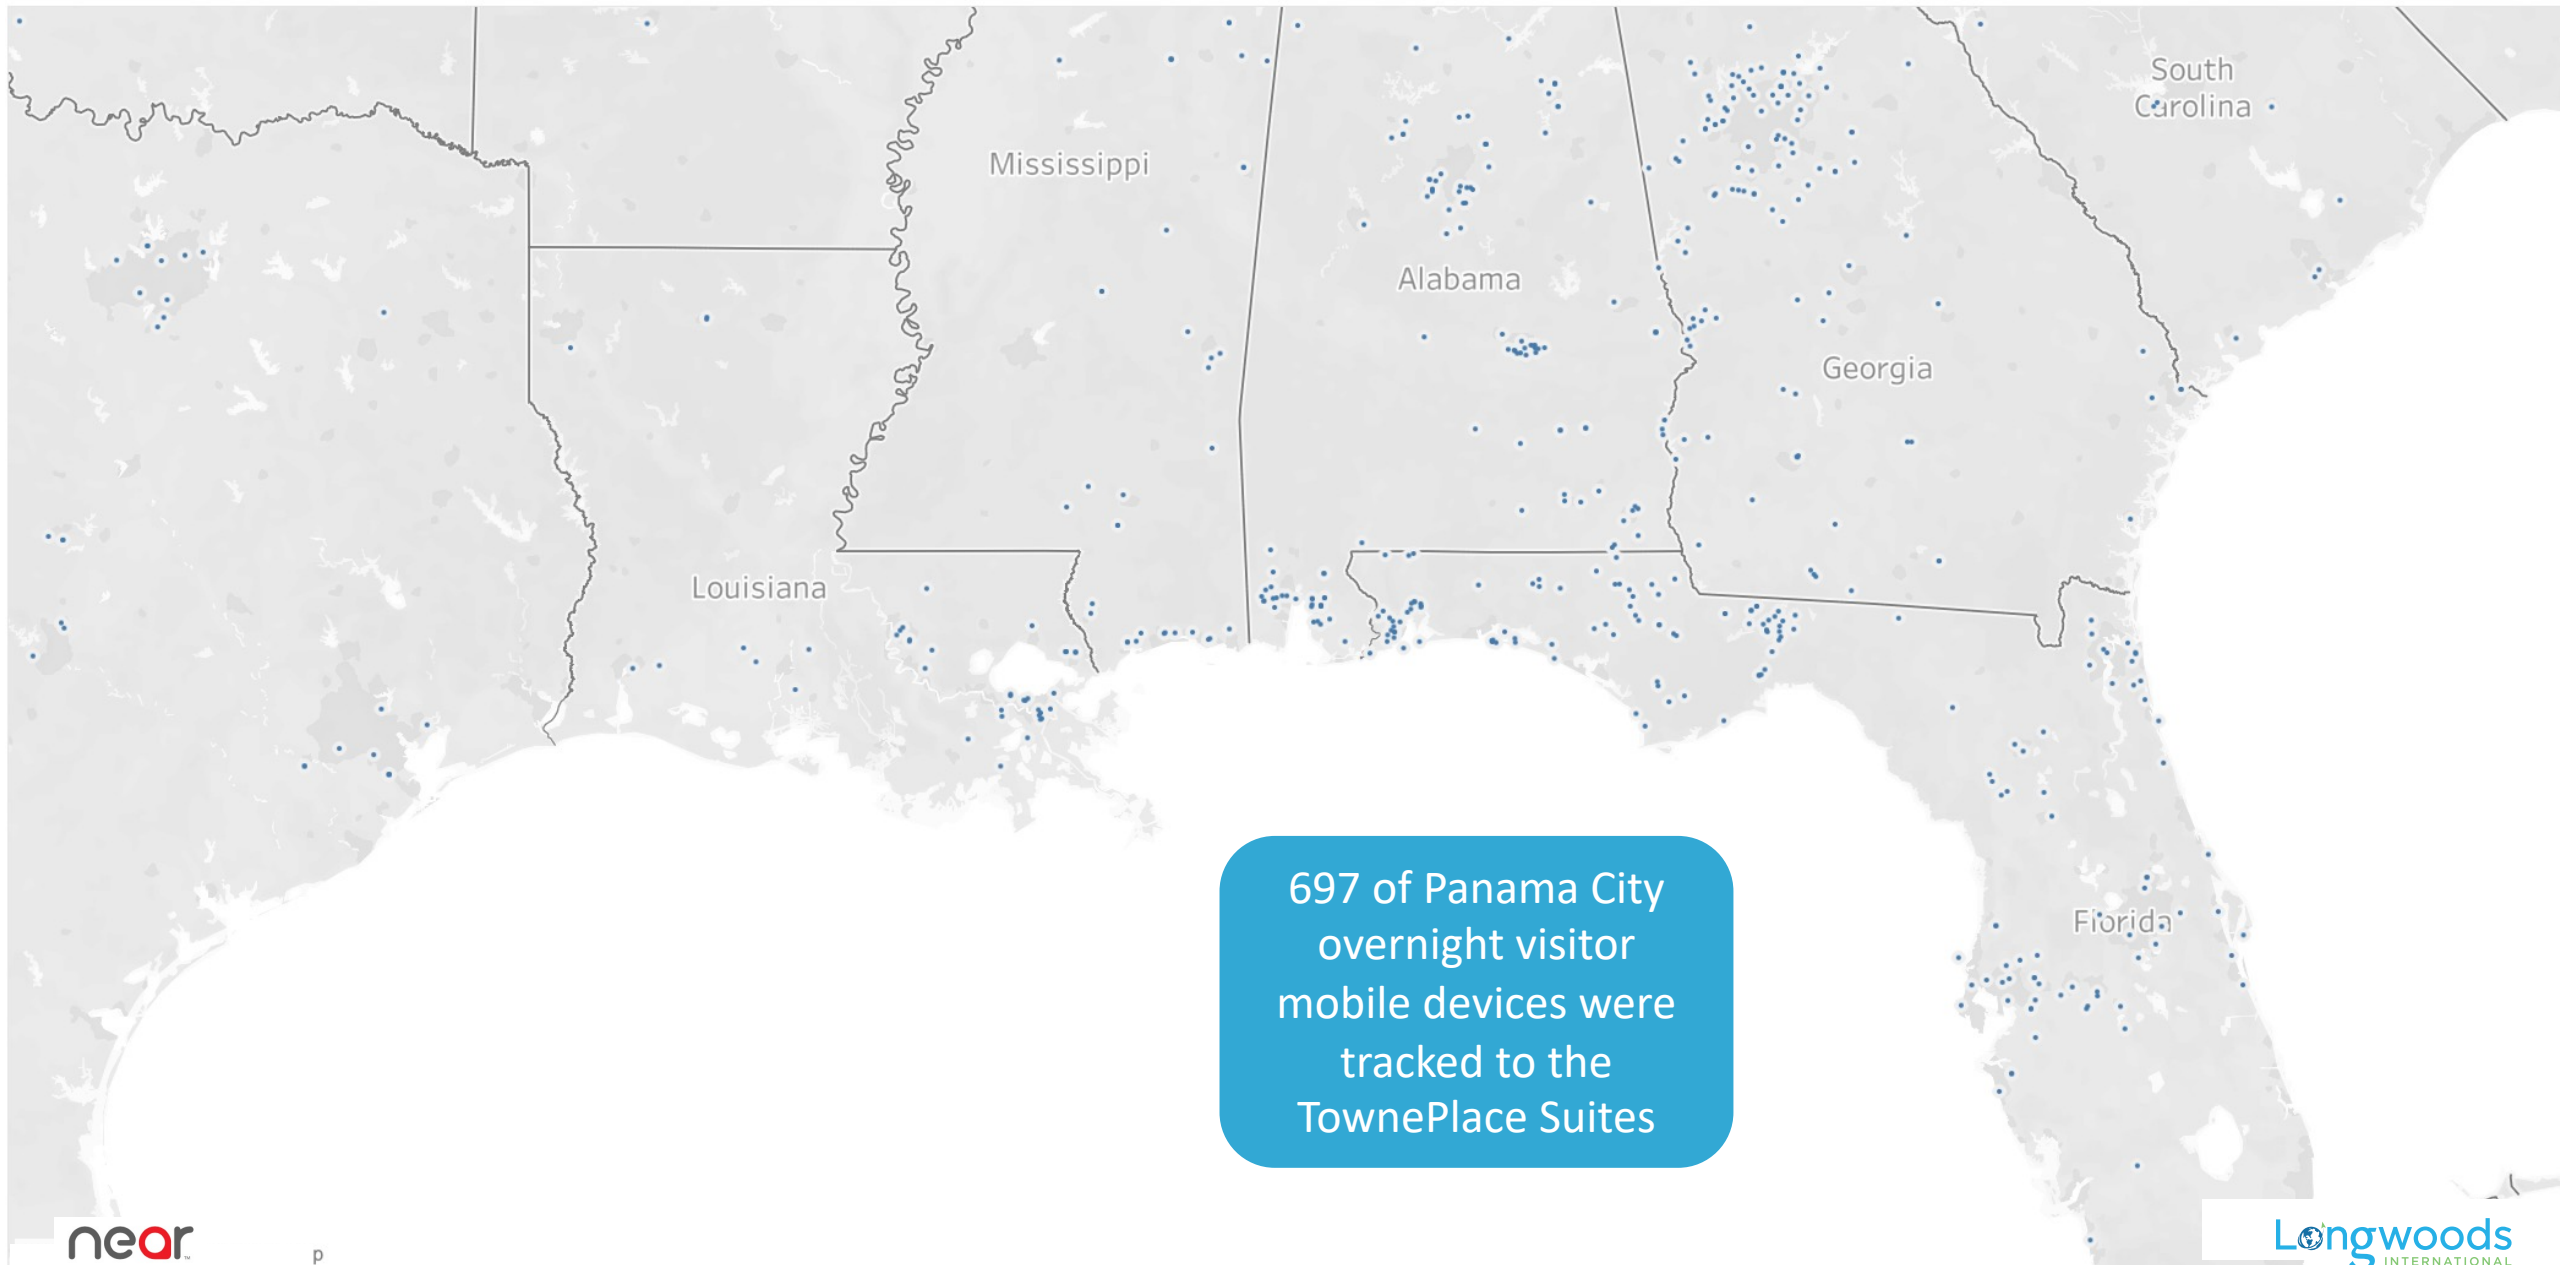 South
Carolina
Mississippi
Alabama
Georgia
Louisiana
697 of Panama City
overnight visitor
mobile devices were
tracked to the
TownePlace Suites
Florida
near
p
Longwoods
INTERNATIONAL